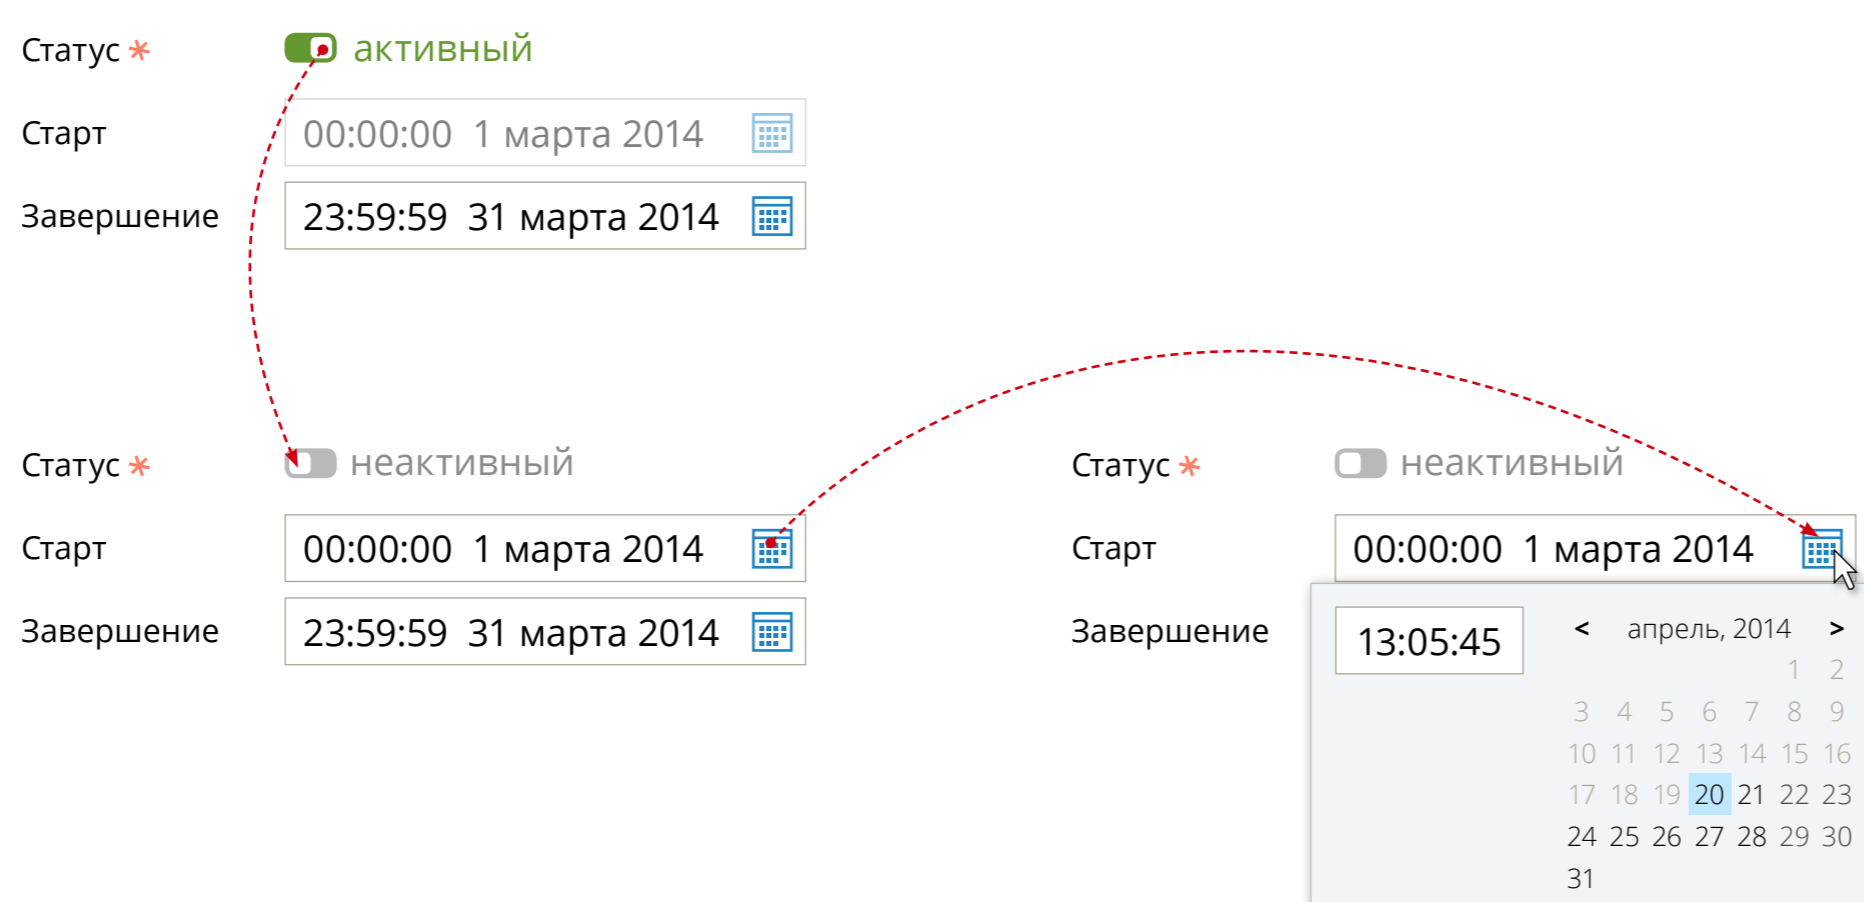 Статус * активный
Старт 00:00:00 1 марта 2014
Завершение 23:59:59 31 марта 2014
Статус * неактивный
Старт 00:00:00 1 марта 2014
Завершение 23:59:59 31 марта 2014
Статус * неактивный
Старт 00:00:00 1 марта 2014
Завершение 13:05:45 < апрель, 2014 >
1 2
3 4 5 6 7 8 9
10 11 12 13 14 15 16
17 18 19 20 21 22 23
24 25 26 27 28 29 30
31